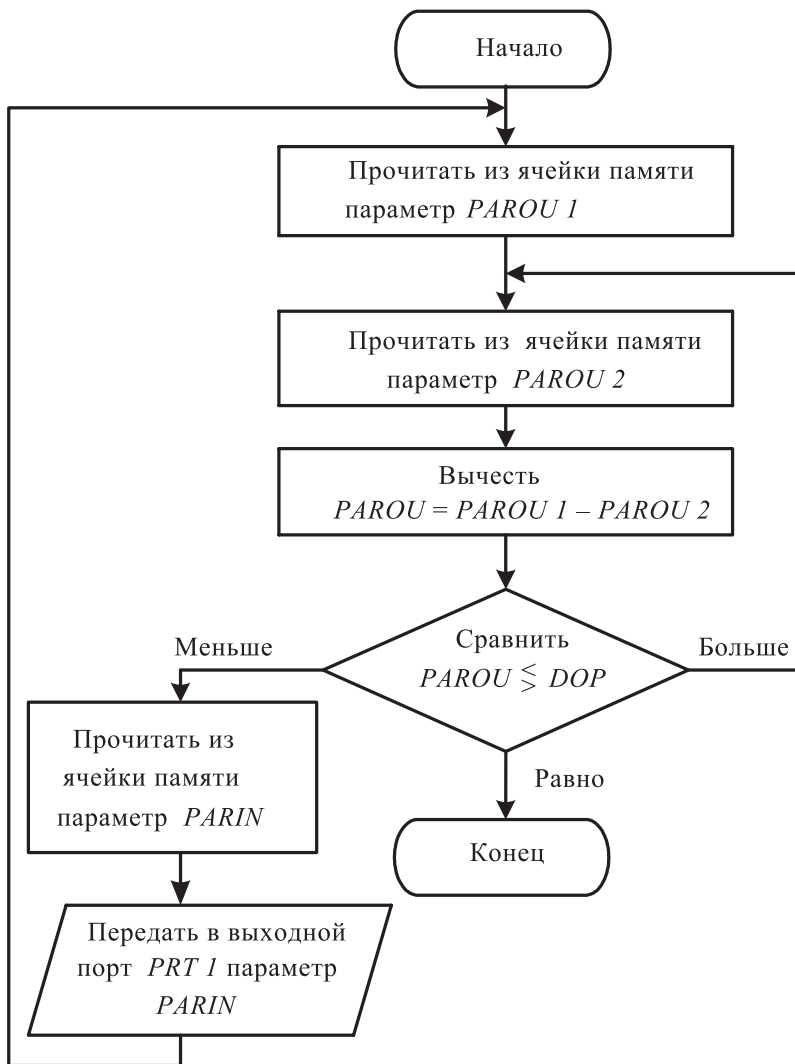 Начало
Прочитать из ячейки памяти
параметр PAROU 1
Прочитать из ячейки памяти
параметр PAROU 2
Вычесть
PAROU = PAROU 1 – PAROU 2
Меньше
Сравнить
PAROU ≶ DOP
Больше
Прочитать из
ячейки памяти
параметр PARIN
Равно
Конец
Передать в выходной
порт PRT 1 параметр
PARIN